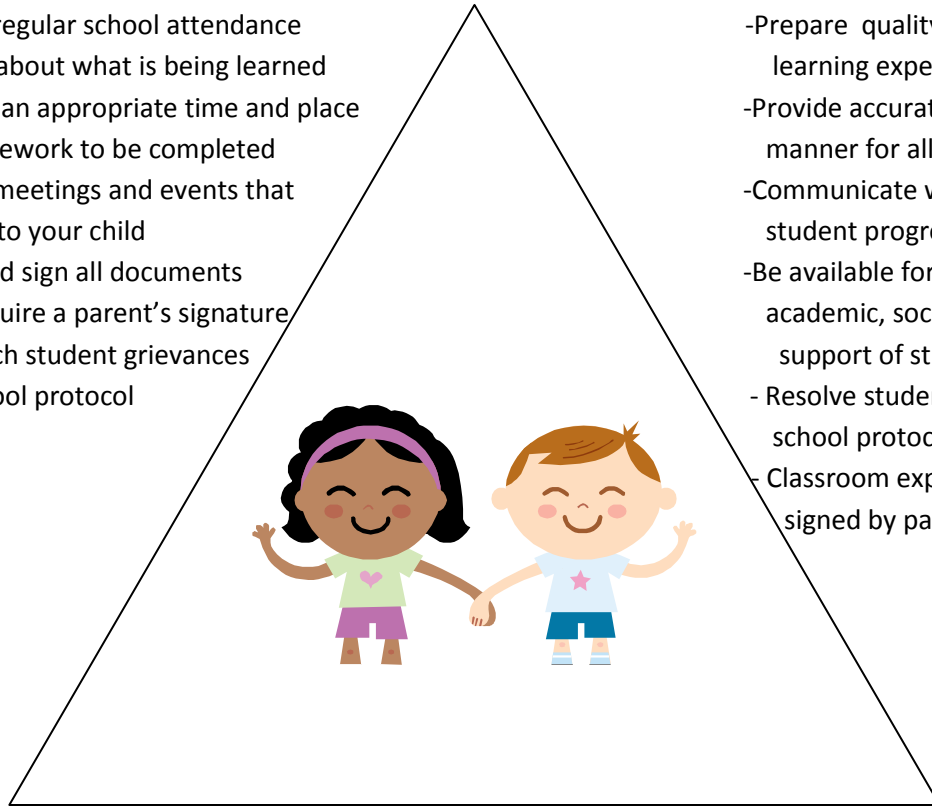 regular school attendance
about what is being learned
an appropriate time and place
ework to be completed
meetings and events that
to your child
d sign all documents
uire a parent’s signature
ch student grievances
ool protocol
-Prepare quality
learning expe
-Provide accurat
manner for all
-Communicate w
student progre
-Be available for
academic, soc
support of st
- Resolve studen
school protoc
- Classroom exp
signed by pa